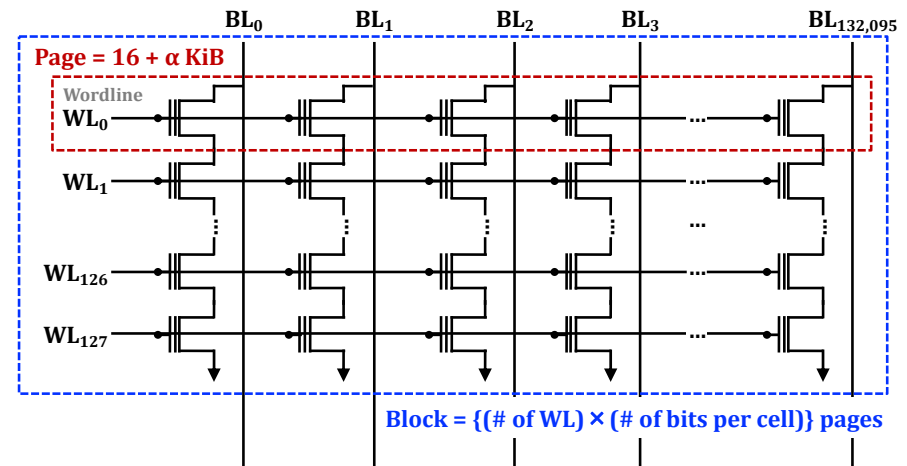 BL₀ BL₁ BL₂ BL₃ BL₁₃₂,₀₉₅
Page = 16 + α KiB
Wordline
WL₀ ...
WL₁ ...
... ... ... ... ... ...
WL₁₂₆ ...
WL₁₂₇ ...
Block = {(# of WL) × (# of bits per cell)} pages